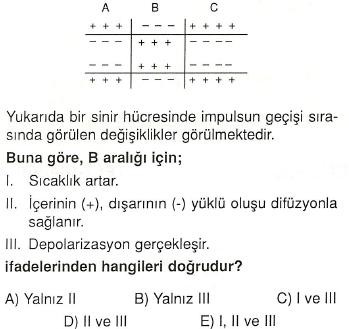 A B C
+ + + − − − + + + +
− − − + + + − − − −
− − − + + + − − − −
+ + + − − − + + + +
Yukarıda bir sinir hücresinde impulsun geçişi sıra-
sında görülen değişiklikler görülmektedir.
Buna göre, B aralığı için;
I. Sıcaklık artar.
II. İçerinin (+), dışarının (-) yüklü oluşu difüzyonla
sağlanır.
III. Depolarizasyon gerçekleşir.
ifadelerinden hangileri doğrudur?
A) Yalnız II B) Yalnız III C) I ve III
D) II ve III E) I, II ve III